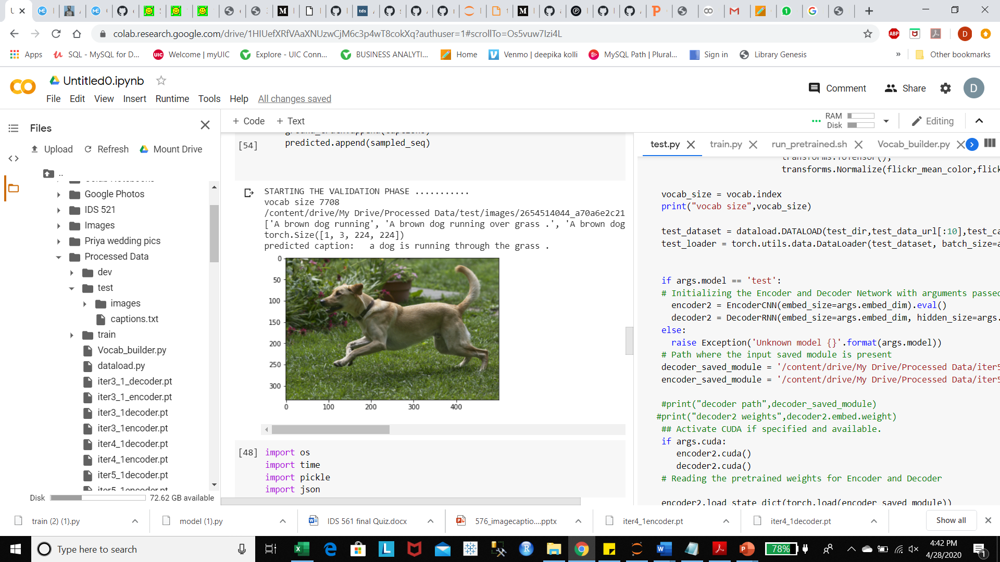 colab.research.google.com/drive/1HIUefXRfVAaXNUzwCjM6c3p4wT8cokXq?authuser=1#scrollTo=Os5vuw7Izi4L
Apps
SQL - MySQL for D...
Welcome | myUIC
Explore - UIC Conn...
BUSINESS ANALYTI...
Home
Venmo | deepika kolli
MySQL Path | Plural...
Sign in
Library Genesis
»
Other bookmarks
Untitled0.ipynb
File Edit View Insert Runtime Tools Help All changes saved
Comment
Share
D
Files
Upload
Refresh
Mount Drive
..
Google Photos
IDS 521
Images
Priya wedding pics
Processed Data
dev
test
images
captions.txt
train
Vocab_builder.py
dataload.py
iter3_1_decoder.pt
iter3_1_encoder.pt
iter3_1decoder.pt
iter3_1encoder.pt
iter4_1decoder.pt
iter4_1encoder.pt
iter5_1decoder.pt
iter5_1encoder.pt
Disk
72.62 GB available
+ Code + Text
RAM
Disk
Editing
[54] predicted.append(sampled_seq)
STARTING THE VALIDATION PHASE ...........
vocab size 7708
/content/drive/My Drive/Processed Data/test/images/2654514044_a70a6e2c21
['A brown dog running', 'A brown dog running over grass .', 'A brown dog
torch.Size([1, 3, 224, 224])
predicted caption: a dog is running through the grass .
0
50
100
150
200
250
300
0 100 200 300 400
[48] import os
import time
import pickle
import json
test.py
train.py
run_pretrained.sh
Vocab_builder.py
transforms.ToTensor(),
transforms.Normalize(flickr_mean_color,flick
vocab_size = vocab.index
print("vocab size",vocab_size)
test_dataset = dataload.DATALOAD(test_dir,test_data_url[:10],test_ca
test_loader = torch.utils.data.DataLoader(test_dataset, batch_size=a
if args.model == 'test':
# Initializing the Encoder and Decoder Network with arguments passed
encoder2 = EncoderCNN(embed_size=args.embed_dim).eval()
decoder2 = DecoderRNN(embed_size=args.embed_dim, hidden_size=args.
else:
raise Exception('Unknown model {}'.format(args.model))
# Path where the input saved module is present
decoder_saved_module = '/content/drive/My Drive/Processed Data/iter5
encoder_saved_module = '/content/drive/My Drive/Processed Data/iter5
#print("decoder path",decoder_saved_module)
#print("decoder2 weights",decoder2.embed.weight)
## Activate CUDA if specified and available.
if args.cuda:
encoder2.cuda()
decoder2.cuda()
# Reading the pretrained weights for Encoder and Decoder
encoder2.load_state_dict(torch.load(encoder_saved_module))
train (2) (1).py
model (1).py
IDS 561 final Quiz.docx
576_imagecaptio....pptx
iter4_1encoder.pt
iter4_1decoder.pt
Show all
Type here to search
78%
4:42 PM
4/28/2020
1